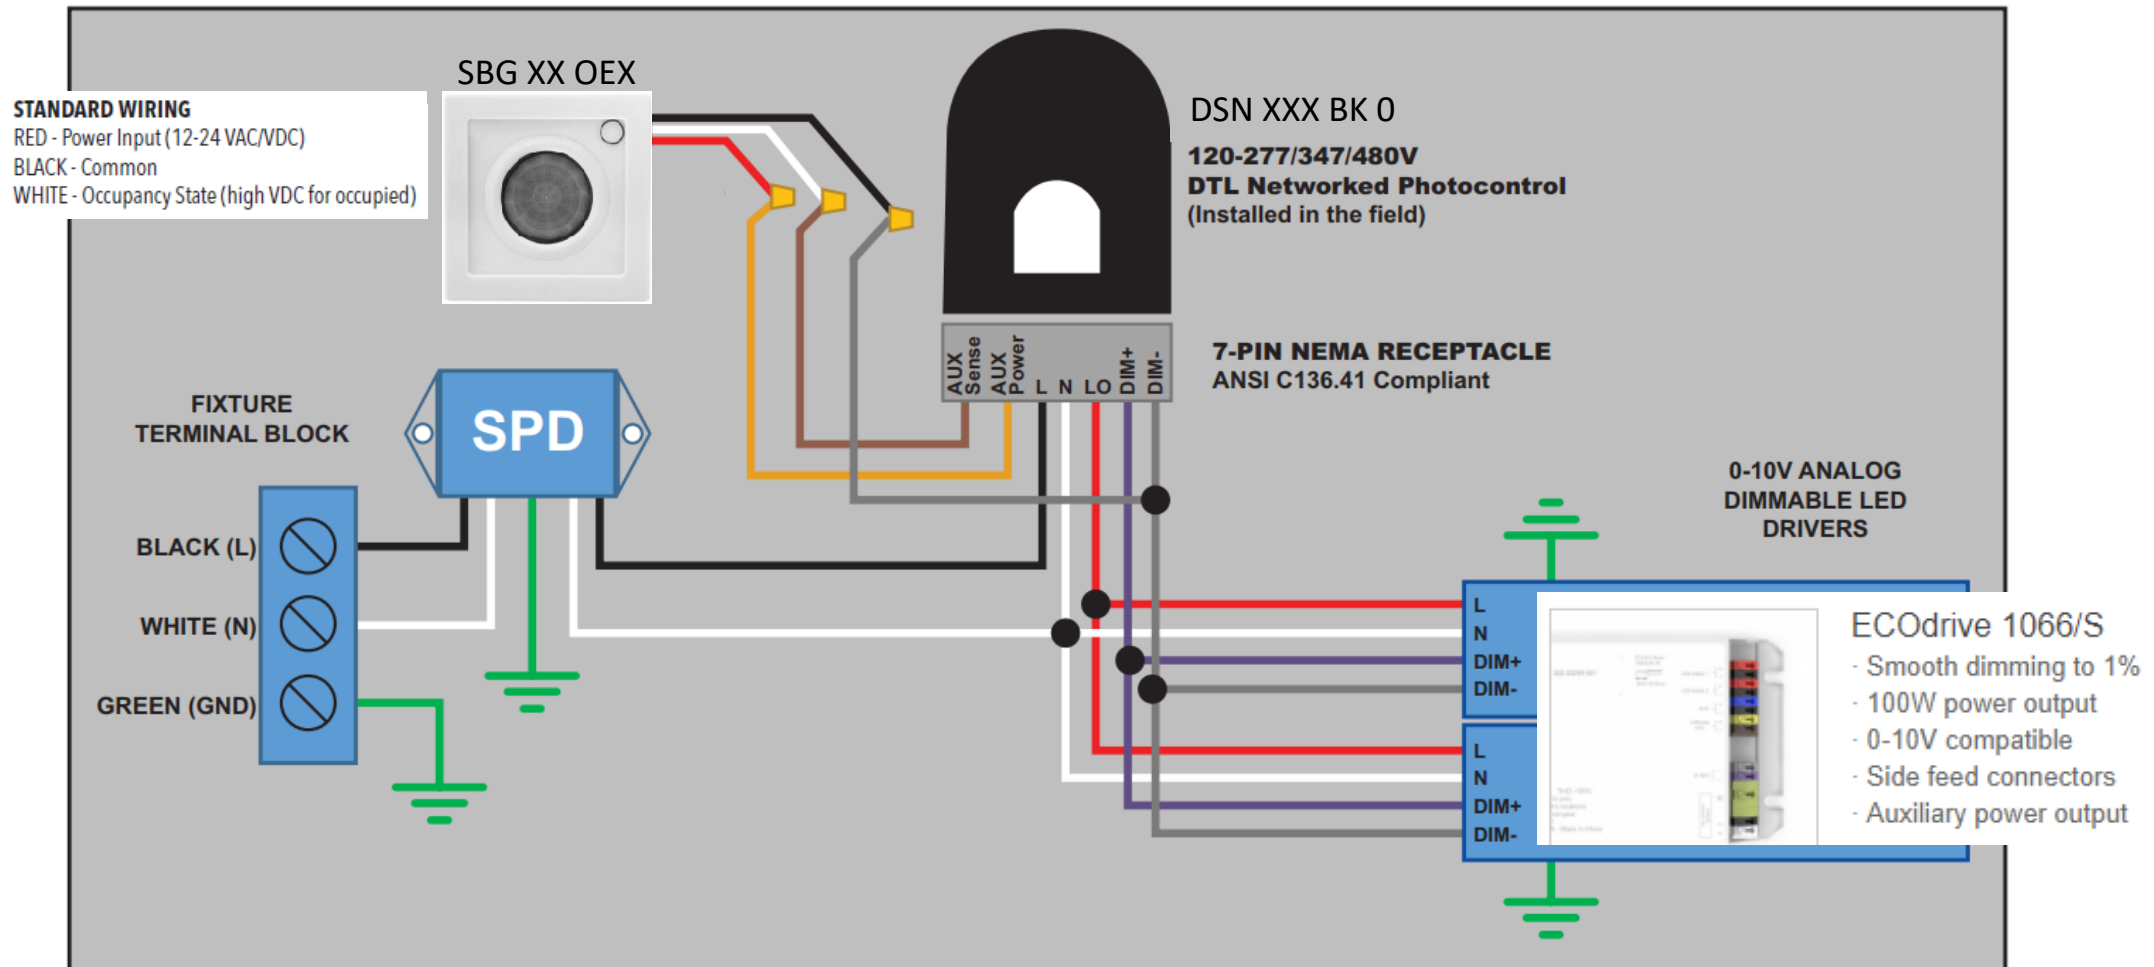 SBG XX OEX
STANDARD WIRING
RED - Power Input (12-24 VAC/VDC)
BLACK - Common
WHITE - Occupancy State (high VDC for occupied)
DSN XXX BK 0
120-277/347/480V
DTL Networked Photocontrol
(Installed in the field)
AUX Sense
AUX Power
L
N
LO
DIM+
DIM-
7-PIN NEMA RECEPTACLE
ANSI C136.41 Compliant
FIXTURE
TERMINAL BLOCK
SPD
BLACK (L)
WHITE (N)
GREEN (GND)
0-10V ANALOG
DIMMABLE LED
DRIVERS
L
N
DIM+
DIM-
L
N
DIM+
DIM-
ECOdrive 1066/S
· Smooth dimming to 1%
· 100W power output
· 0-10V compatible
· Side feed connectors
· Auxiliary power output